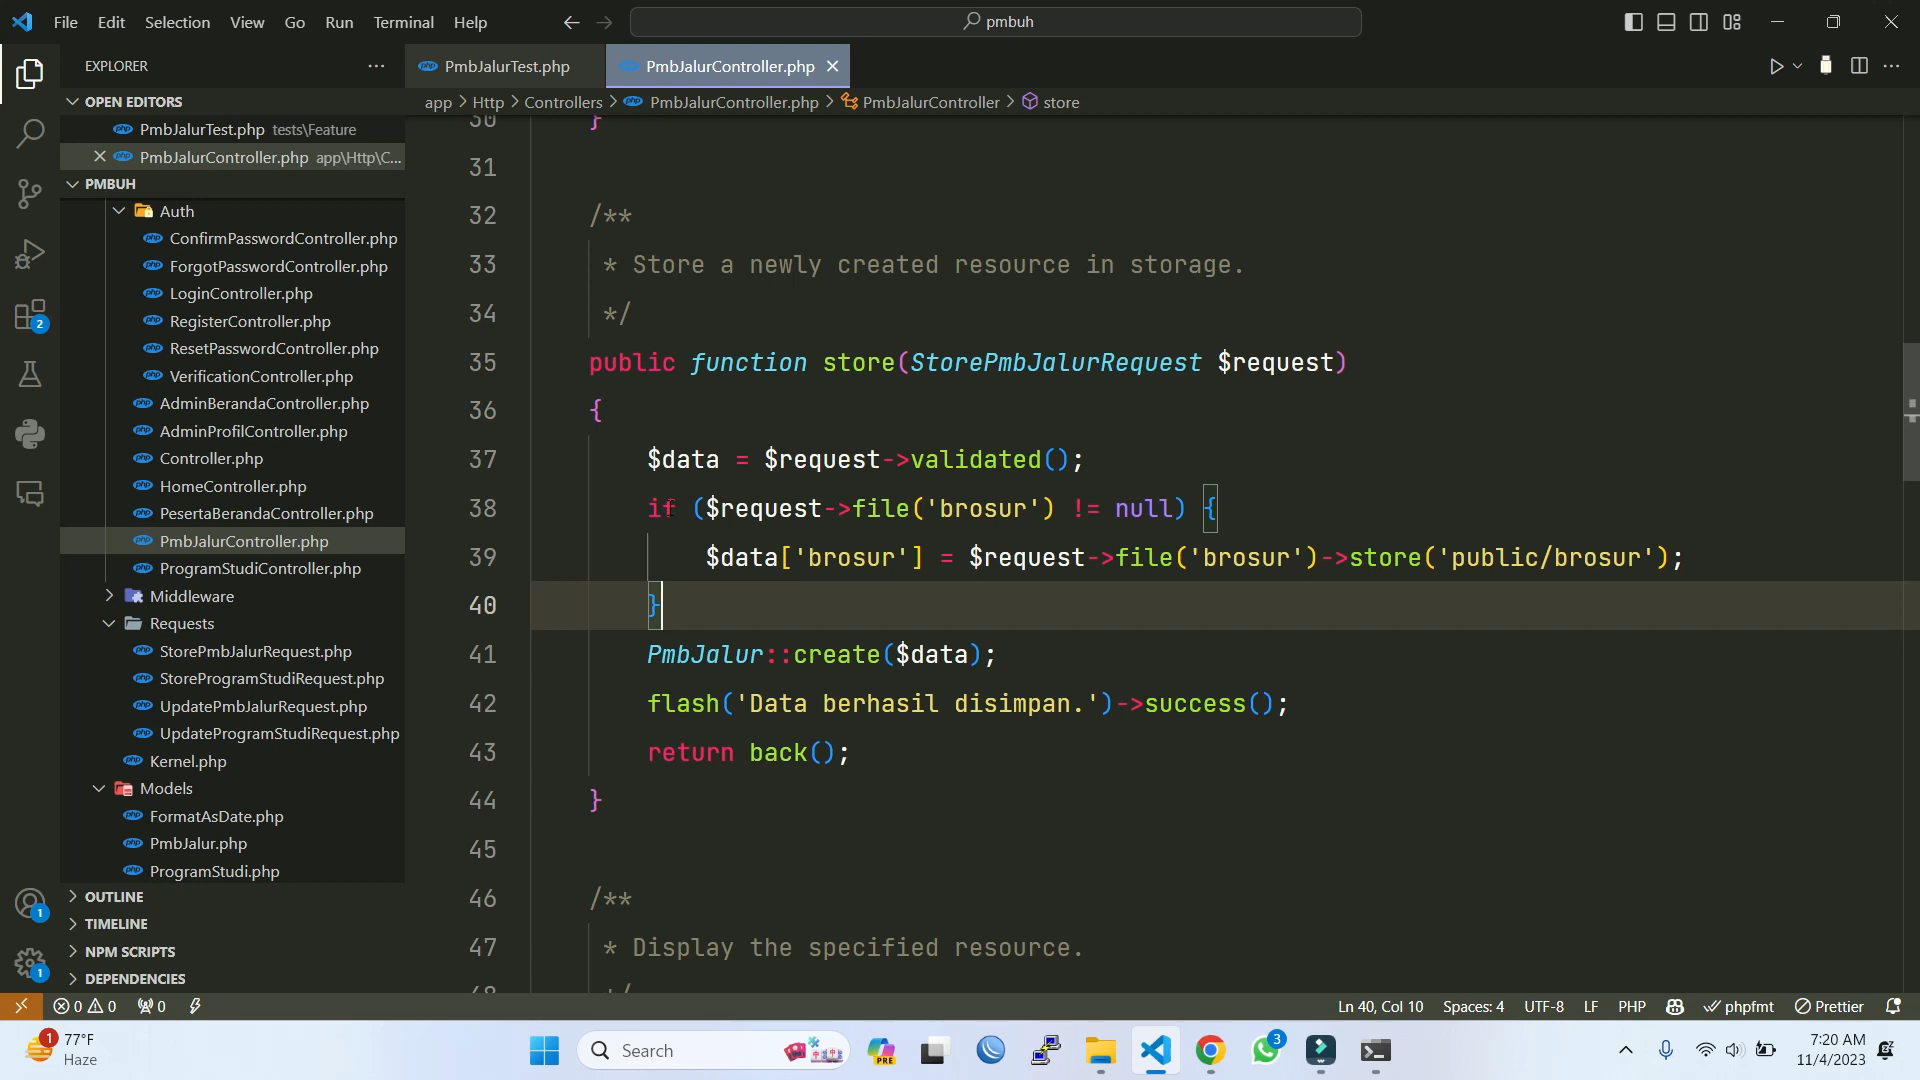 File Edit Selection View Go Run Terminal Help
pmbuh
EXPLORER
PmbJalurTest.php
PmbJalurController.php
OPEN EDITORS
app > Http > Controllers > PmbJalurController.php > PmbJalurController > store
PmbJalurTest.php tests\Feature
PmbJalurController.php app\Http\C...
PMBUH
Auth
ConfirmPasswordController.php
ForgotPasswordController.php
LoginController.php
RegisterController.php
ResetPasswordController.php
VerificationController.php
AdminBerandaController.php
AdminProfilController.php
Controller.php
HomeController.php
PesertaBerandaController.php
PmbJalurController.php
ProgramStudiController.php
Middleware
Requests
StorePmbJalurRequest.php
StoreProgramStudiRequest.php
UpdatePmbJalurRequest.php
UpdateProgramStudiRequest.php
Kernel.php
Models
FormatAsDate.php
PmbJalur.php
ProgramStudi.php
OUTLINE
TIMELINE
NPM SCRIPTS
DEPENDENCIES
2
1
1
30 }
31
32 /**
33 * Store a newly created resource in storage.
34 */
35 public function store(StorePmbJalurRequest $request)
36 {
37 $data = $request->validated();
38 if ($request->file('brosur') != null) {
39 $data['brosur'] = $request->file('brosur')->store('public/brosur');
40 }
41 PmbJalur::create($data);
42 flash('Data berhasil disimpan.')->success();
43 return back();
44 }
45
46 /**
47 * Display the specified resource.
48 */
0 0 0
Ln 40, Col 10 Spaces: 4 UTF-8 LF PHP phpfmt Prettier
1
77°F
Haze
Search
PRE
3
7:20 AM
11/4/2023